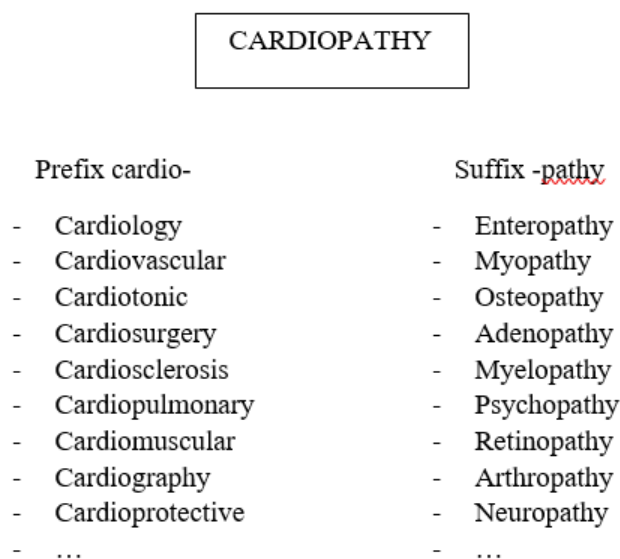 CARDIOPATHY
Prefix cardio-
- Cardiology
- Cardiovascular
- Cardiotonic
- Cardiosurgery
- Cardiosclerosis
- Cardiopulmonary
- Cardiomuscular
- Cardiography
- Cardioprotective
- …
Suffix -pathy
- Enteropathy
- Myopathy
- Osteopathy
- Adenopathy
- Myelopathy
- Psychopathy
- Retinopathy
- Arthropathy
- Neuropathy
- …